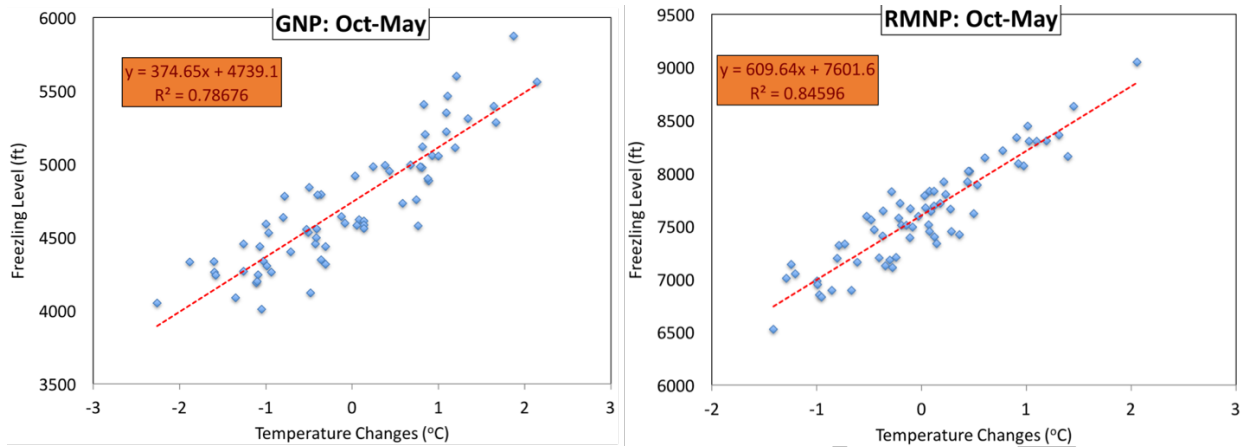 GNP: Oct-May
y = 374.65x + 4739.1
R² = 0.78676
6000
5500
5000
4500
4000
3500
Freezling Level (ft)
-3
-2
-1
0
1
2
3
Temperature Changes (°C)
RMNP: Oct-May
y = 609.64x + 7601.6
R² = 0.84596
9500
9000
8500
8000
7500
7000
6500
6000
Freezling Level (ft)
-2
-1
0
1
2
3
Temperature Changes (°C)